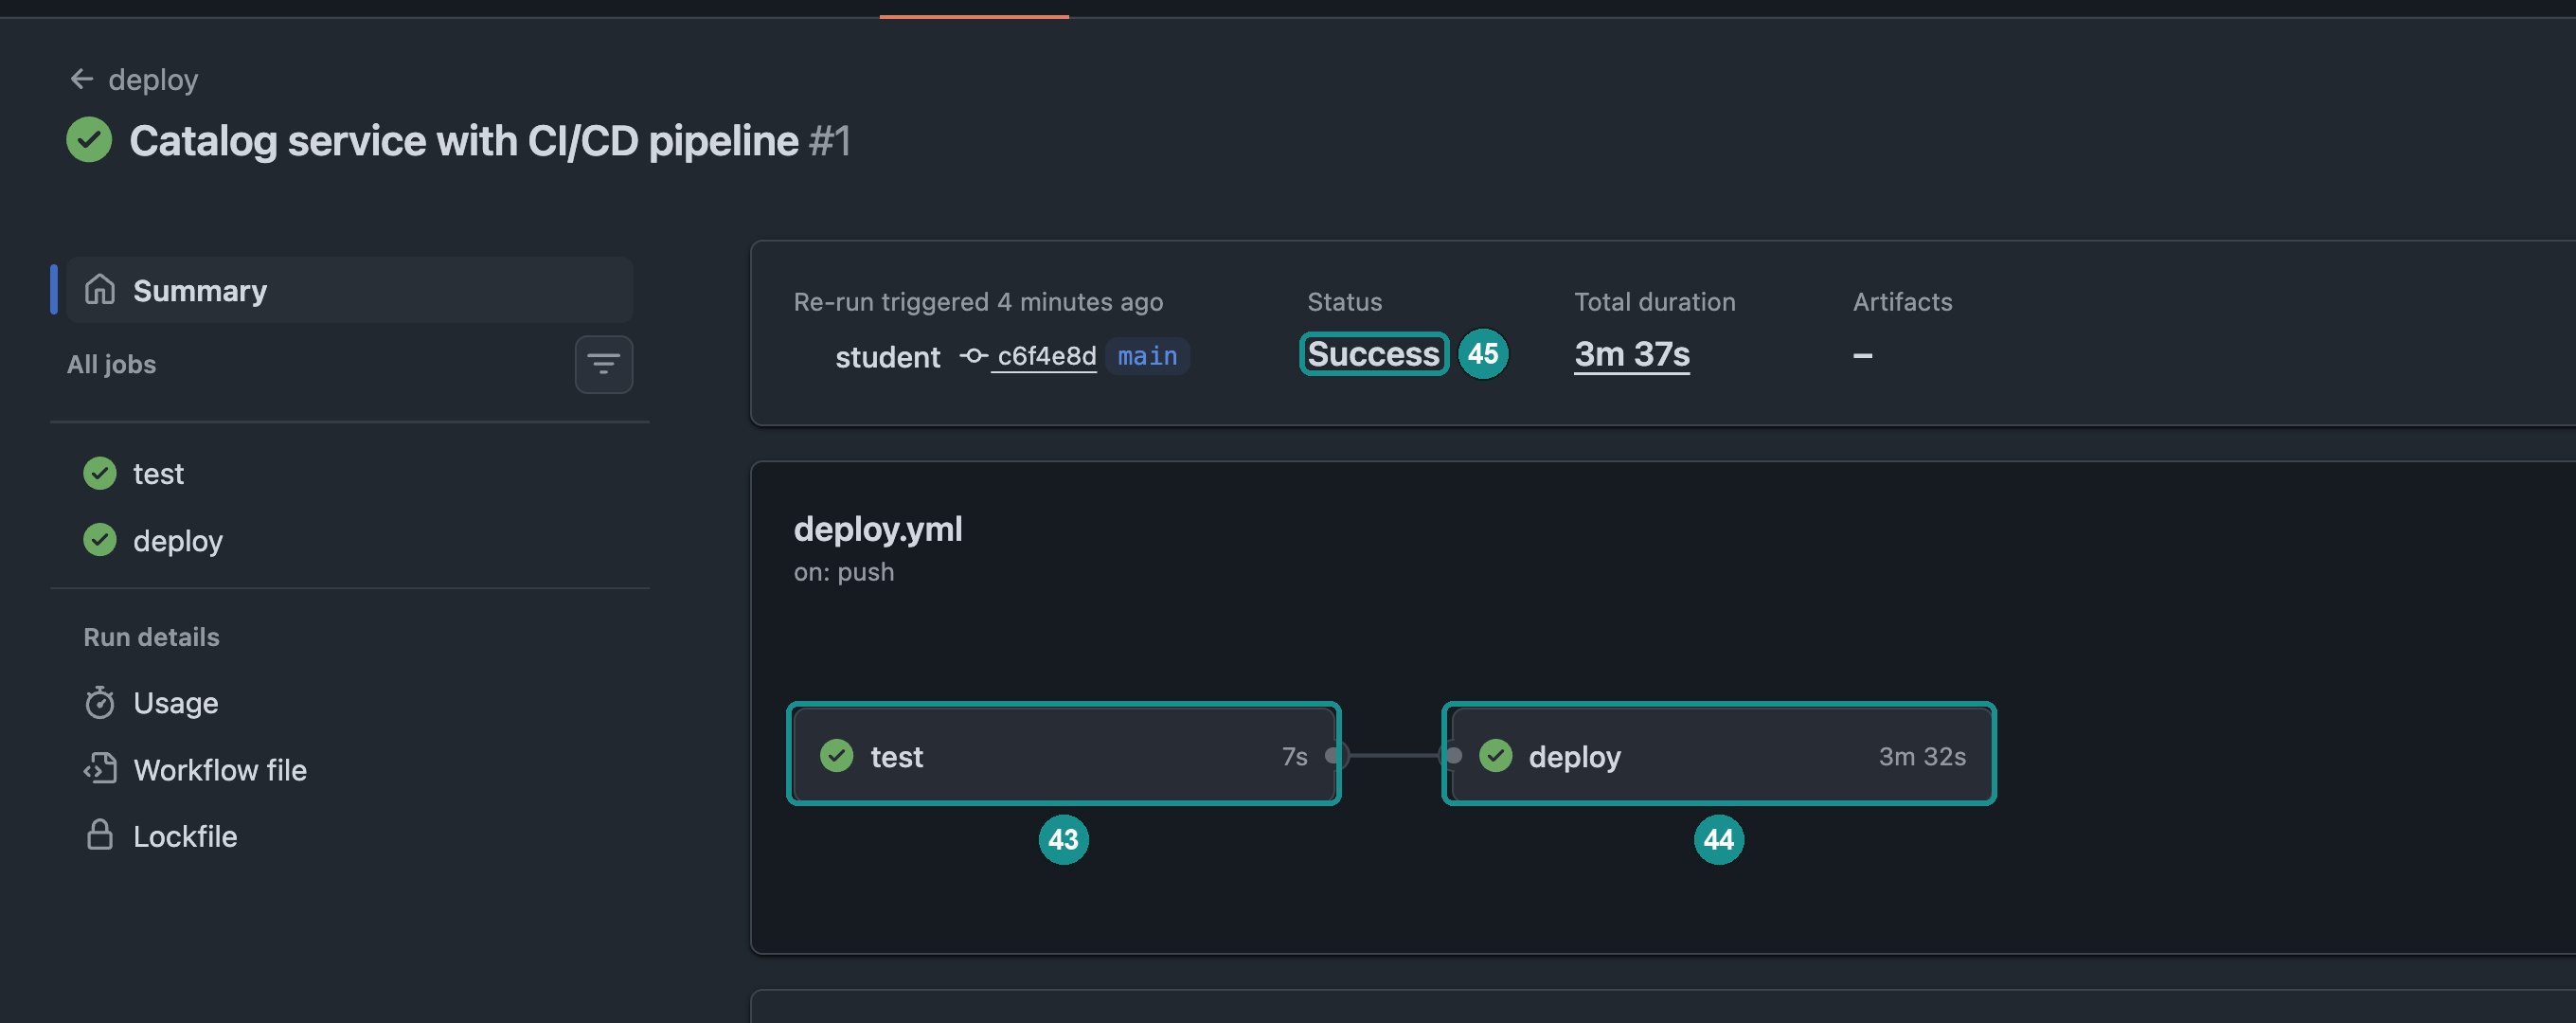 deploy
Catalog service with CI/CD pipeline #1
Summary
All jobs
test
deploy
Run details
Usage
Workflow file
Lockfile
Re-run triggered 4 minutes ago
student c6f4e8d main
Status
Success 45
Total duration
3m 37s
Artifacts
–
deploy.yml
on: push
test 7s
43
deploy 3m 32s
44